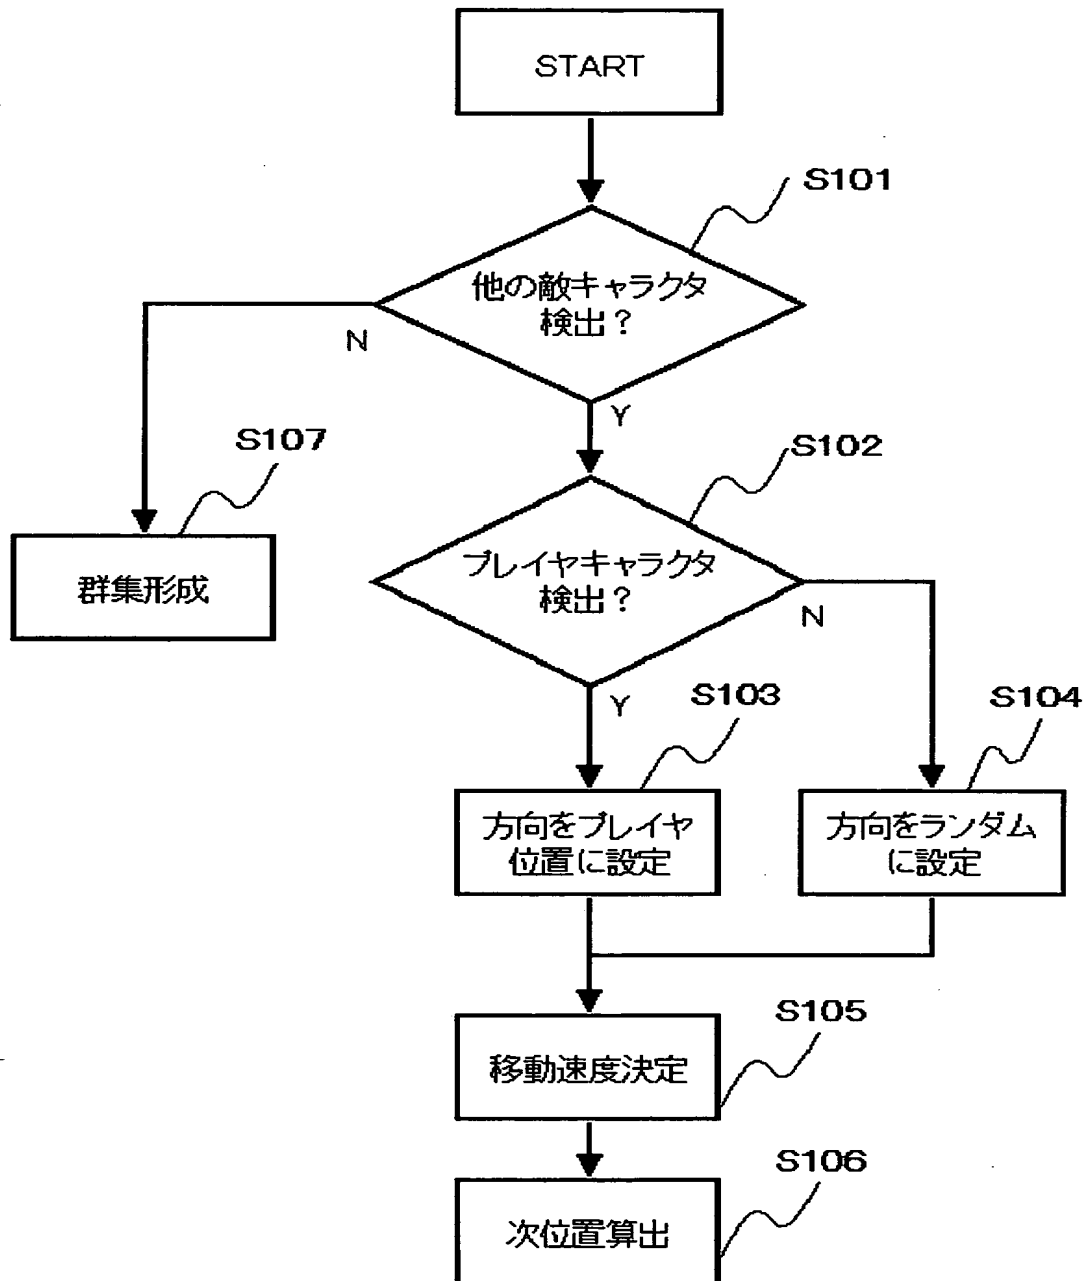 START
S101
他の敵キャラクタ
検出？
N
Y
S107
S102
群集形成
プレイヤキャラクタ
検出？
N
Y
S103
S104
方向をプレイヤ
位置に設定
方向をランダム
に設定
S105
移動速度決定
S106
次位置算出